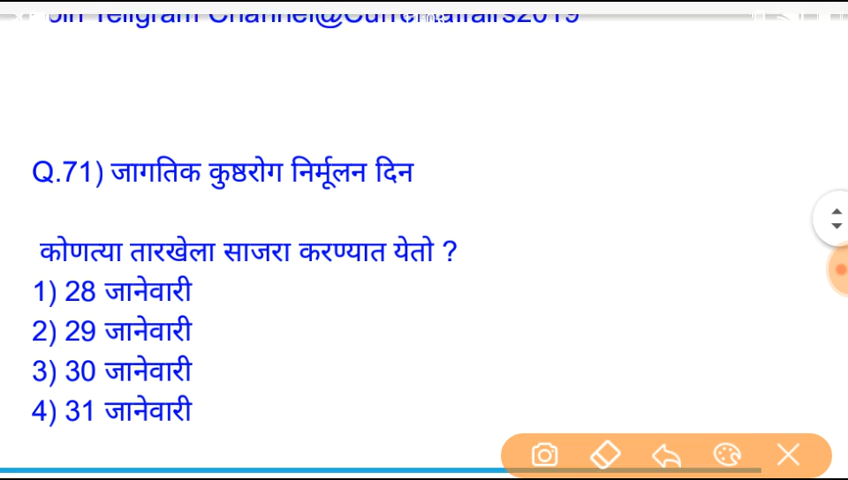 Q.71) जागतिक कुष्ठरोग निर्मूलन दिन
कोणत्या तारखेला साजरा करण्यात येतो ?
1) 28 जानेवारी
2) 29 जानेवारी
3) 30 जानेवारी
4) 31 जानेवारी